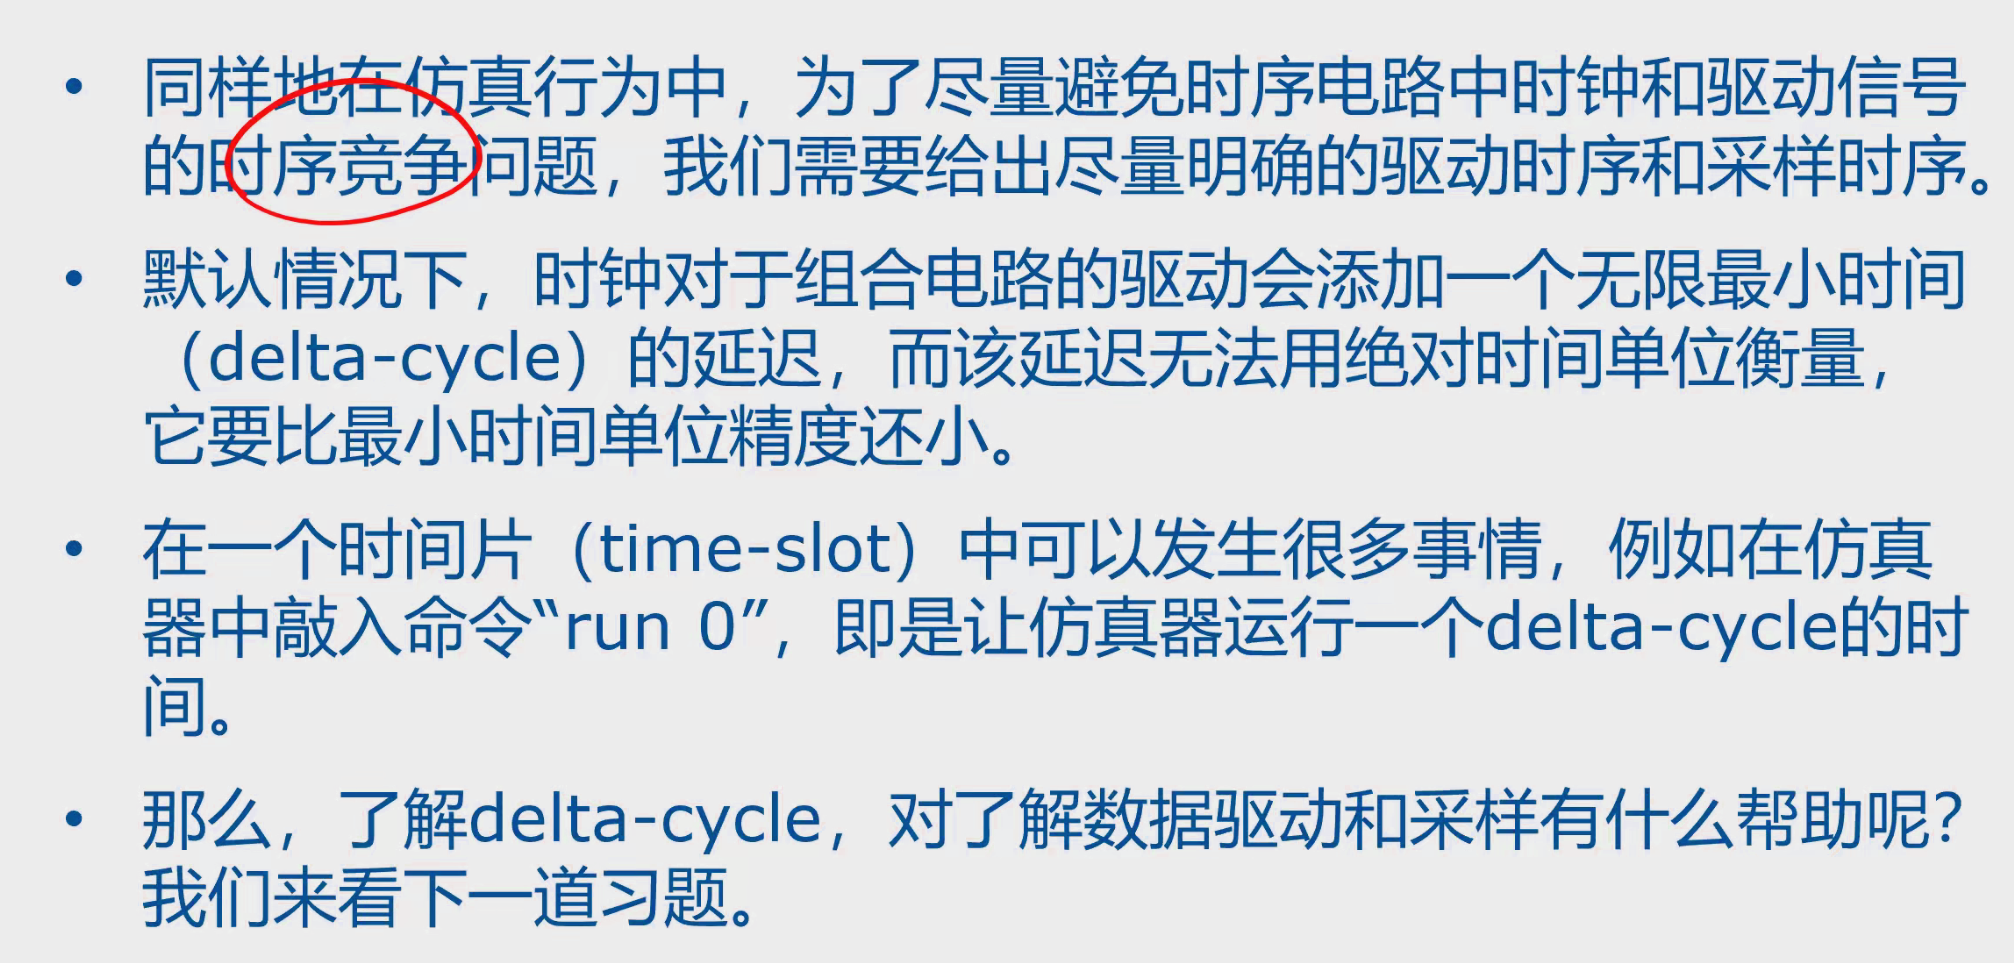 • 同样地在仿真行为中，为了尽量避免时序电路中时钟和驱动信号
的时序竞争问题，我们需要给出尽量明确的驱动时序和采样时序。
• 默认情况下，时钟对于组合电路的驱动会添加一个无限最小时间
（delta-cycle）的延迟，而该延迟无法用绝对时间单位衡量，
它要比最小时间单位精度还小。
• 在一个时间片（time-slot）中可以发生很多事情，例如在仿真
器中敲入命令“run 0”，即是让仿真器运行一个delta-cycle的时
间。
• 那么，了解delta-cycle，对了解数据驱动和采样有什么帮助呢？
我们来看下一道习题。